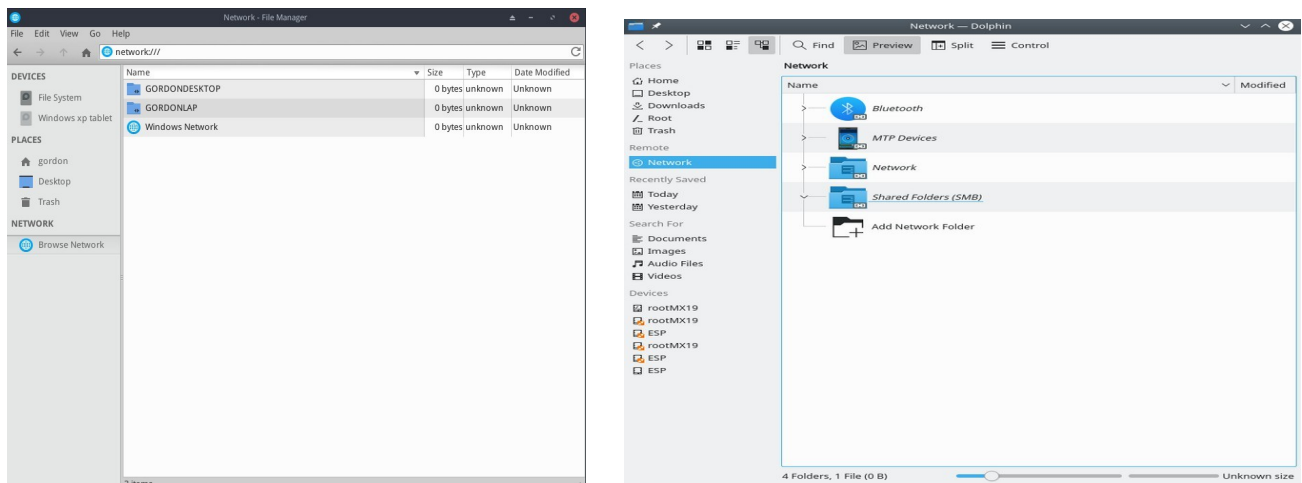 Network - File Manager
File Edit View Go Help
network:///
DEVICES
File System
Windows xp tablet
PLACES
gordon
Desktop
Trash
NETWORK
Browse Network
Name Size Type Date Modified
GORDONDESKTOP 0 bytes unknown Unknown
GORDONLAP 0 bytes unknown Unknown
Windows Network 0 bytes unknown Unknown
Network — Dolphin
Find Preview Split Control
Places
Home
Desktop
Downloads
Root
Trash
Remote
Network
Recently Saved
Today
Yesterday
Search For
Documents
Images
Audio Files
Videos
Devices
rootMX19
rootMX19
ESP
rootMX19
ESP
ESP
Network
Name Modified
Bluetooth
MTP Devices
Network
Shared Folders (SMB)
Add Network Folder
4 Folders, 1 File (0 B) Unknown size